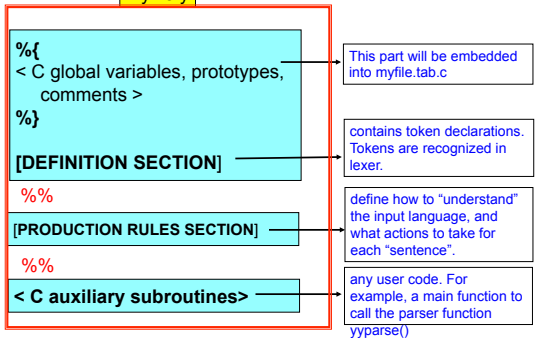 %{
< C global variables, prototypes,
comments >
%}
[DEFINITION SECTION]
%%
[PRODUCTION RULES SECTION]
%%
< C auxiliary subroutines>
This part will be embedded
into myfile.tab.c
contains token declarations.
Tokens are recognized in
lexer.
define how to “understand”
the input language, and
what actions to take for
each “sentence”.
any user code. For
example, a main function to
call the parser function
yyparse()